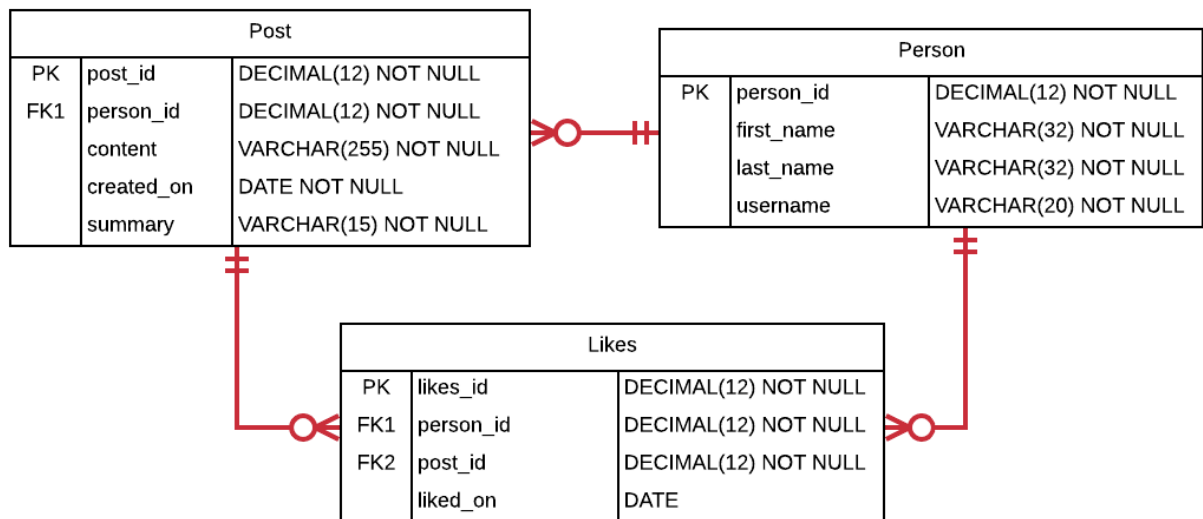 Post
PK post_id DECIMAL(12) NOT NULL
FK1 person_id DECIMAL(12) NOT NULL
content VARCHAR(255) NOT NULL
created_on DATE NOT NULL
summary VARCHAR(15) NOT NULL
Person
PK person_id DECIMAL(12) NOT NULL
first_name VARCHAR(32) NOT NULL
last_name VARCHAR(32) NOT NULL
username VARCHAR(20) NOT NULL
Likes
PK likes_id DECIMAL(12) NOT NULL
FK1 person_id DECIMAL(12) NOT NULL
FK2 post_id DECIMAL(12) NOT NULL
liked_on DATE